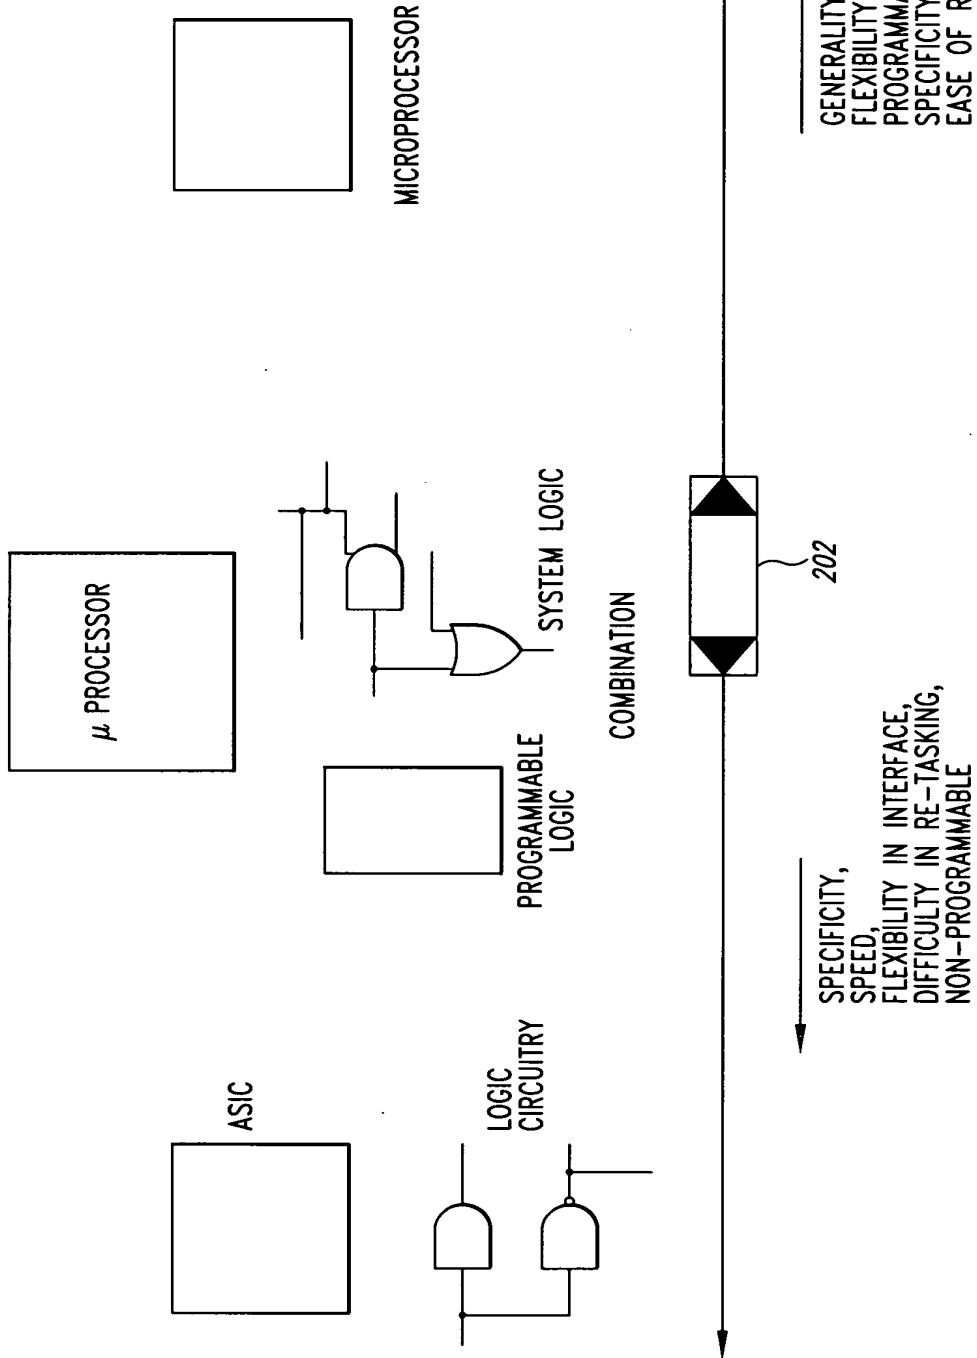 ASIC
LOGIC
CIRCUITRY
μ PROCESSOR
PROGRAMMABLE
LOGIC
SYSTEM LOGIC
COMBINATION
MICROPROCESSOR
202
SPECIFICITY,
SPEED,
FLEXIBILITY IN INTERFACE,
DIFFICULTY IN RE-TASKING,
NON-PROGRAMMABLE
GENERALITY
FLEXIBILITY
SPECIFICITY
EASE OF